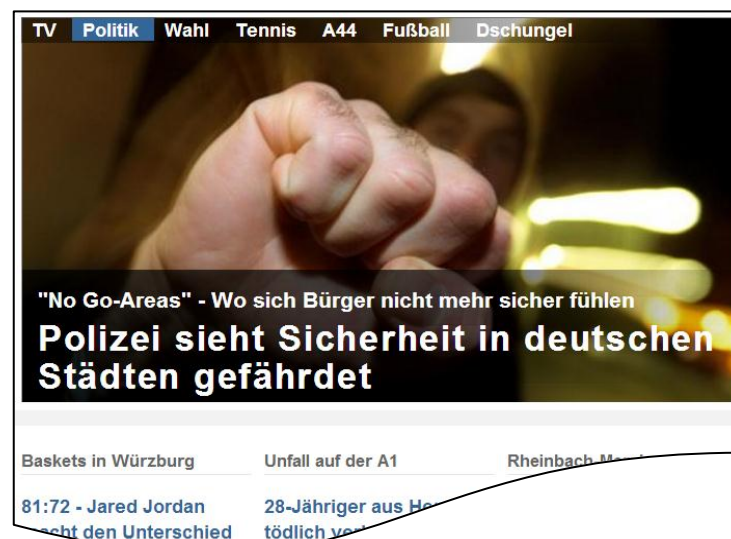 TV Politik Wahl Tennis A44 Fußball Dschungel
"No Go-Areas" - Wo sich Bürger nicht mehr sicher fühlen
Polizei sieht Sicherheit in deutschen
Städten gefährdet
Baskets in Würzburg
81:72 - Jared Jordan
macht den Unterschied
Unfall auf der A1
28-Jähriger aus
tödlich